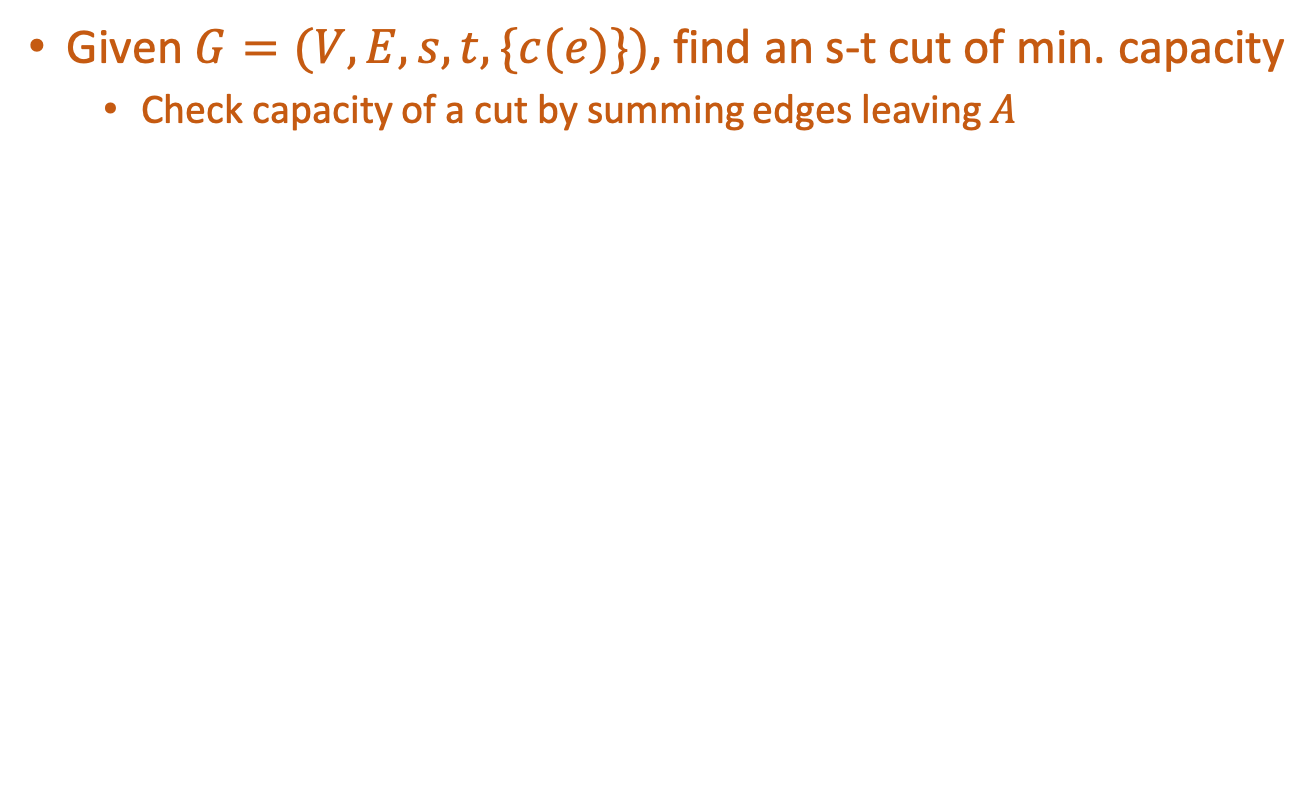 • Given 𝐺 = (𝑉, 𝐸, 𝑠, 𝑡, {𝑐(𝑒)}), find an s-t cut of min. capacity
• Check capacity of a cut by summing edges leaving 𝐴